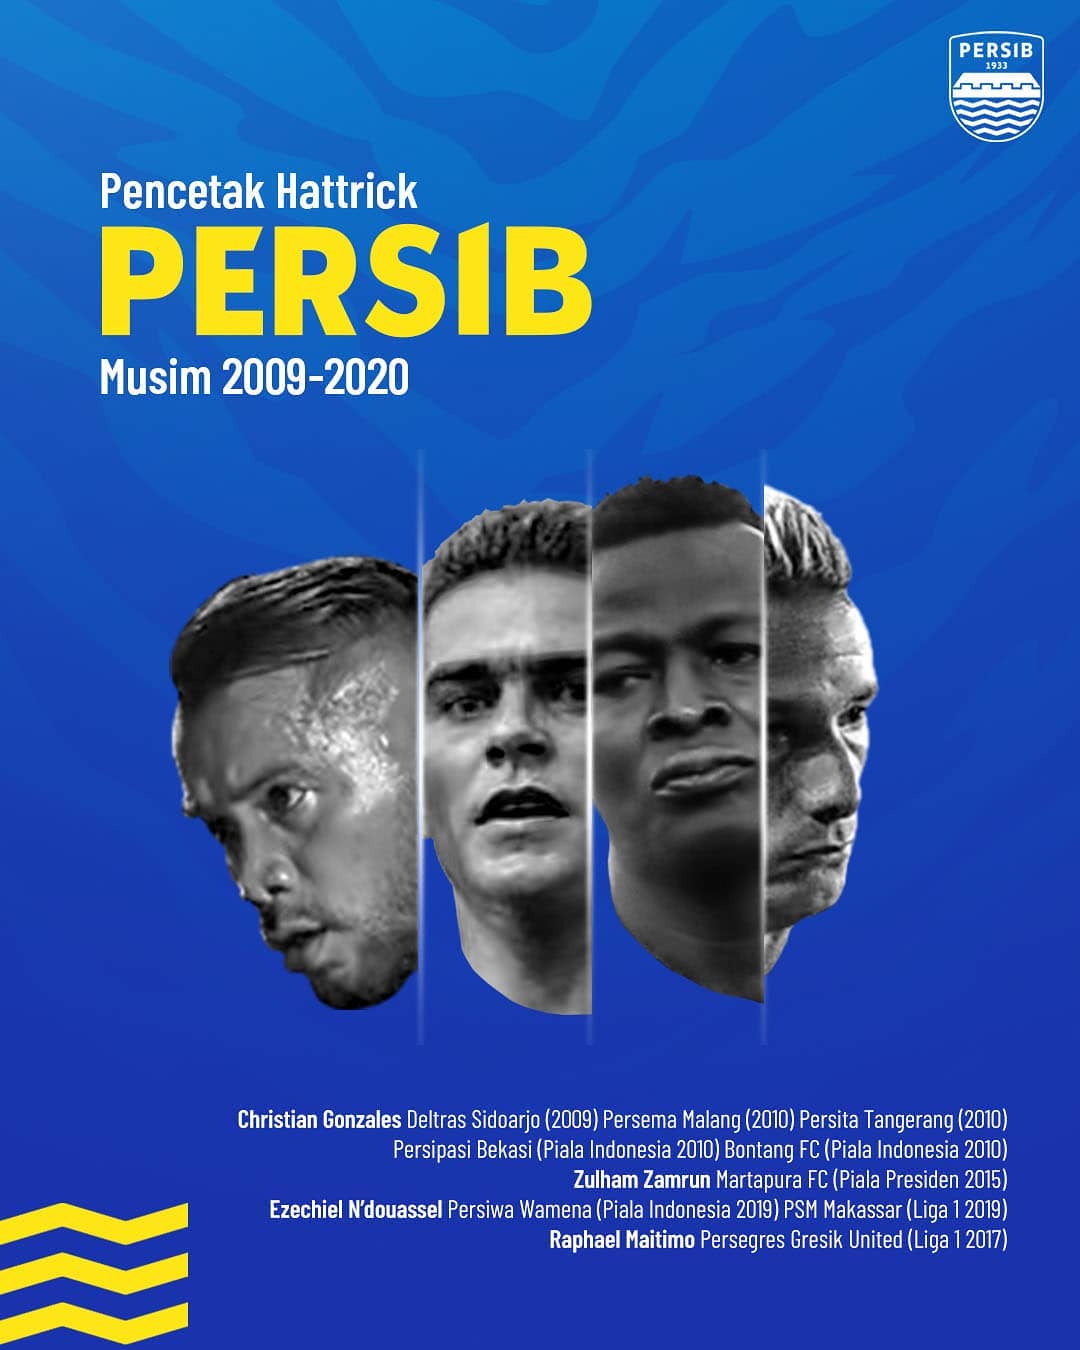 PERSIB
1933
Pencetak Hattrick
PERSIB
Musim 2009-2020
Christian Gonzales Deltras Sidoarjo (2009) Persema Malang (2010) Persita Tangerang (2010)
Persipasi Bekasi (Piala Indonesia 2010) Bontang FC (Piala Indonesia 2010)
Zulham Zamrun Martapura FC (Piala Presiden 2015)
Ezechiel N'douassel Persiwa Wamena (Piala Indonesia 2019) PSM Makassar (Liga 1 2019)
Raphael Maitimo Persegres Gresik United (Liga 1 2017)